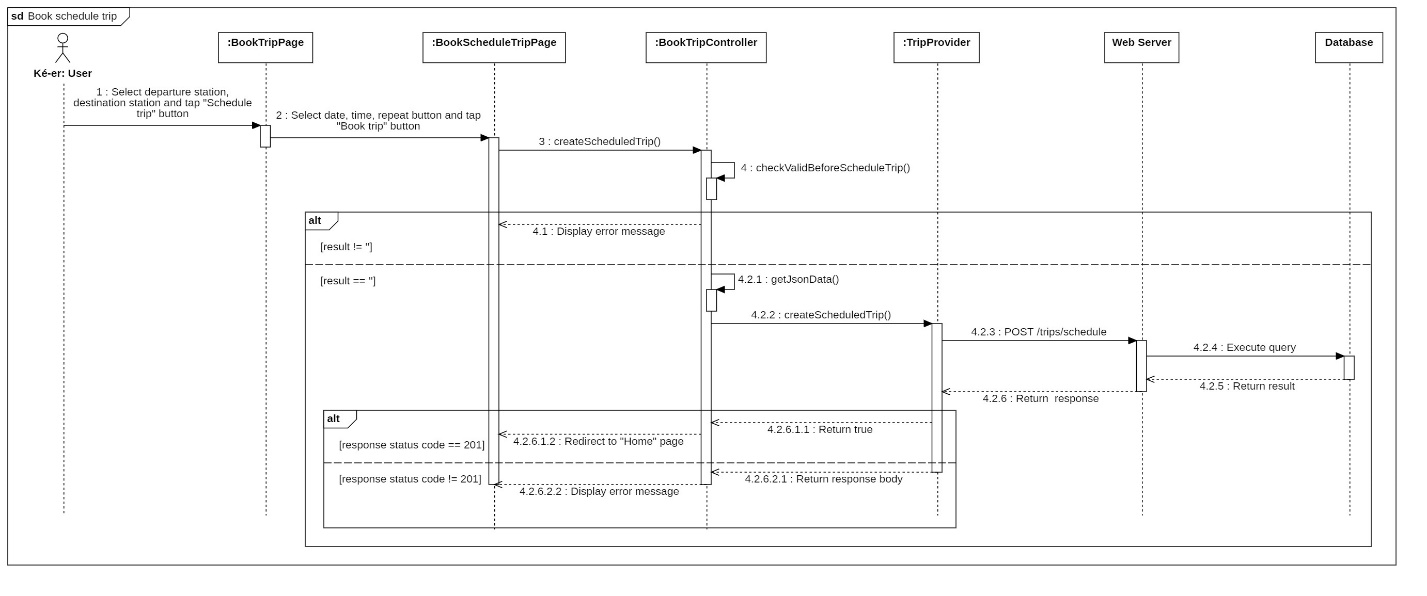 sd Book schedule trip
Ké-er: User
:BookTripPage
:BookScheduleTripPage
:BookTripController
:TripProvider
Web Server
Database
1 : Select departure station,
destination station and tap "Schedule
trip" button
2 : Select date, time, repeat button and tap
"Book trip" button
3 : createScheduledTrip()
4 : checkValidBeforeScheduleTrip()
alt
4.1 : Display error message
[result != '']
[result == '']
4.2.1 : getJsonData()
4.2.2 : createScheduledTrip()
4.2.3 : POST /trips/schedule
4.2.4 : Execute query
4.2.5 : Return result
4.2.6 : Return  response
alt
4.2.6.1.1 : Return true
[response status code == 201]
4.2.6.1.2 : Redirect to "Home" page
[response status code != 201]
4.2.6.2.1 : Return response body
4.2.6.2.2 : Display error message